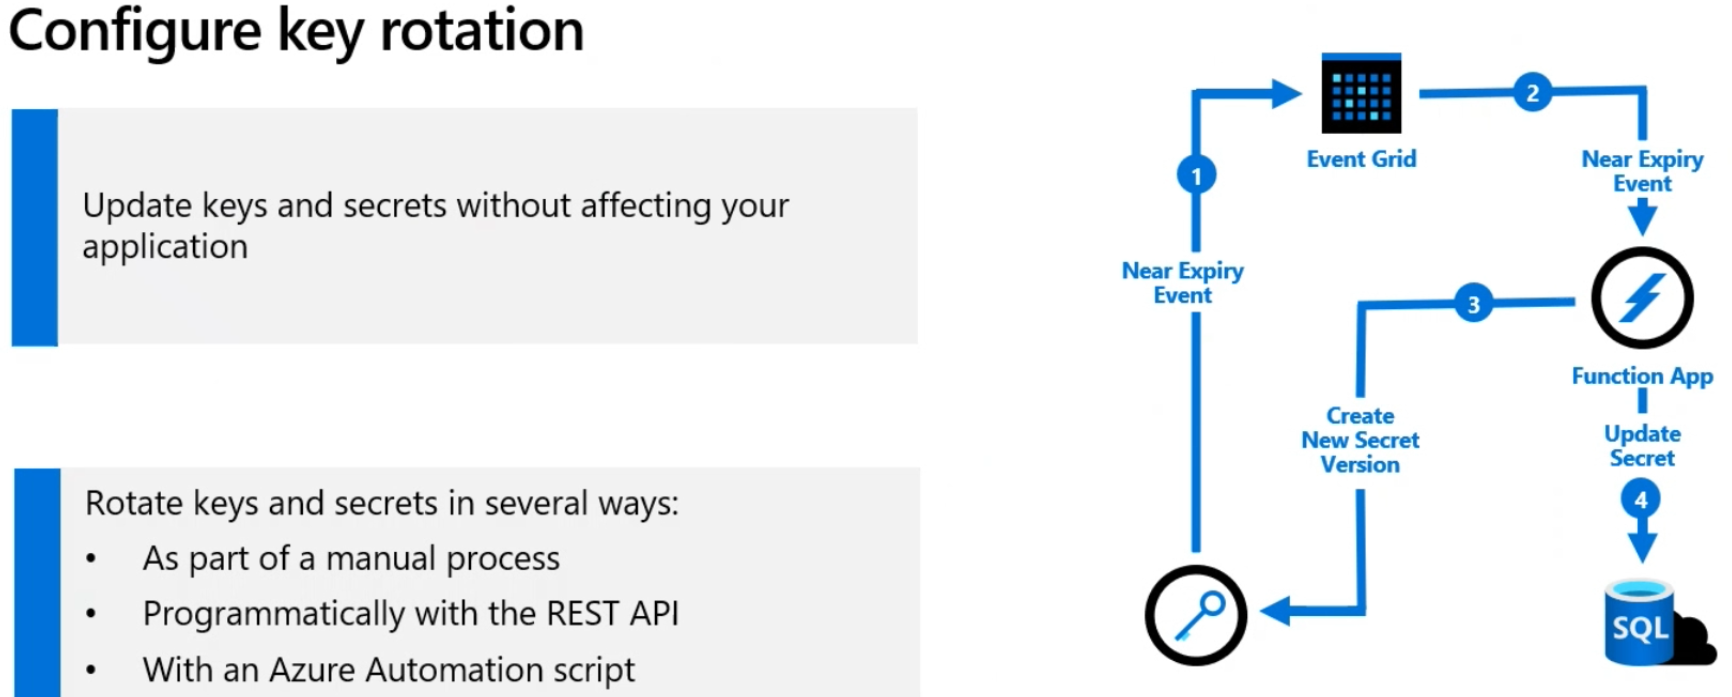 Configure key rotation
Update keys and secrets without affecting your
application
Rotate keys and secrets in several ways:
• As part of a manual process
• Programmatically with the REST API
• With an Azure Automation script
1
Near Expiry
Event
Event Grid
2
Near Expiry
Event
Function App
3
Create
New Secret
Version
Update
Secret
4
SQL